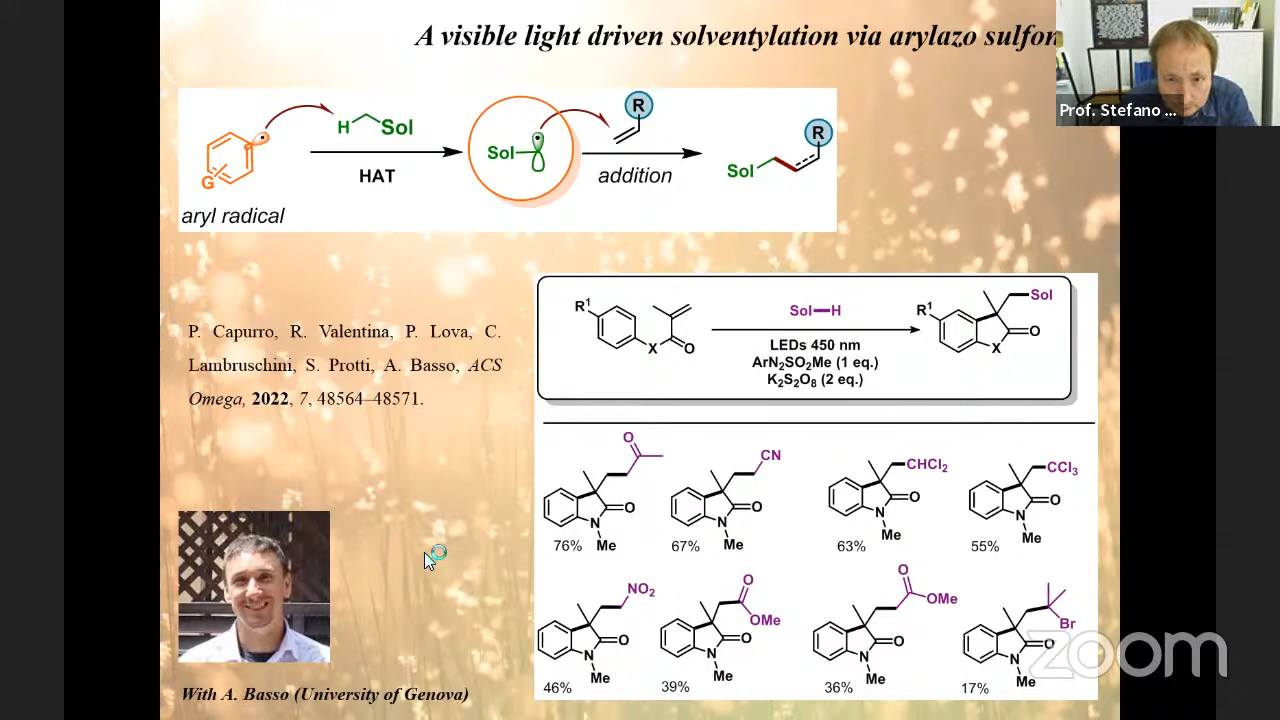 A visible light driven solventylation via arylazo
Prof. Stefano ...
R
R
H
Sol
Sol
Sol
G
HAT
addition
aryl radical
P. Capurro, R. Valentina, P. Lova, C.
Lambruschini, S. Protti, A. Basso, ACS
Omega, 2022, 7, 48564–48571.
R¹
X
O
Sol—H
LEDs 450 nm
ArN₂SO₂Me (1 eq.)
K₂S₂O₈ (2 eq.)
R¹
Sol
O
X
O
O
N
Me
76%
CN
O
N
Me
67%
CHCl₂
O
N
Me
63%
CCl₃
O
N
Me
55%
NO₂
O
N
Me
46%
O
OMe
O
N
Me
39%
O
OMe
O
N
Me
36%
Br
O
N
Me
17%
With A. Basso (University of Genova)
zoom